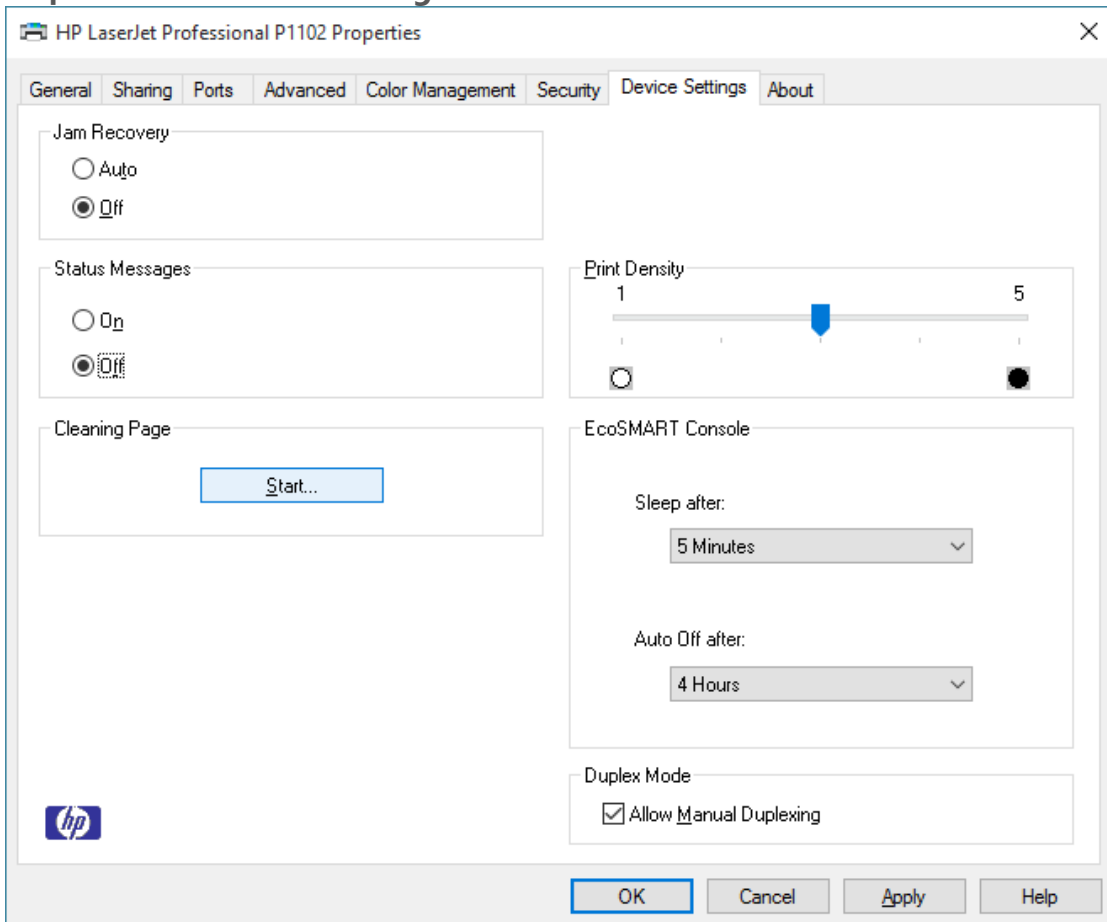 HP LaserJet Professional P1102 Properties
General Sharing Ports Advanced Color Management Security Device Settings About
Jam Recovery
Auto
Off
Status Messages
On
Off
Cleaning Page
Start...
Print Density
1 5
EcoSMART Console
Sleep after:
5 Minutes
Auto Off after:
4 Hours
Duplex Mode
Allow Manual Duplexing
hp
OK Cancel Apply Help